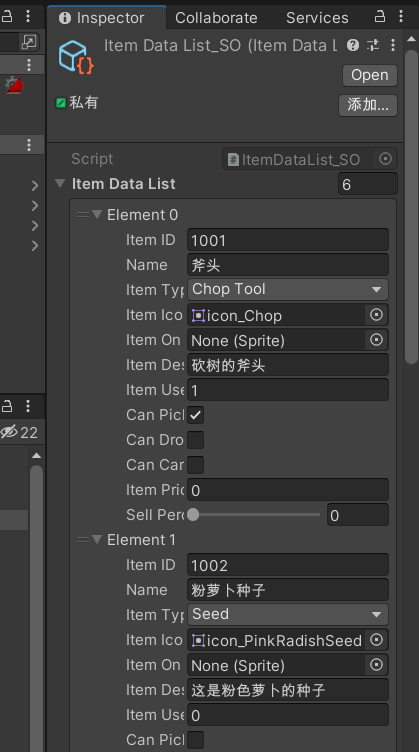 Inspector Collaborate Services
Item Data List_SO (Item Data L
Open
私有
添加...
Script ItemDataList_SO
Item Data List 6
Element 0
Item ID 1001
Name 斧头
Item Typ Chop Tool
Item Ico icon_Chop
Item On None (Sprite)
Item Des 砍树的斧头
Item Use 1
Can Picl
Can Dro
Can Car
Item Pric 0
Sell Perc 0
Element 1
Item ID 1002
Name 粉萝卜种子
Item Typ Seed
Item Ico icon_PinkRadishSeed
Item On None (Sprite)
Item Des 这是粉色萝卜的种子
Item Use 0
Can Picl
22